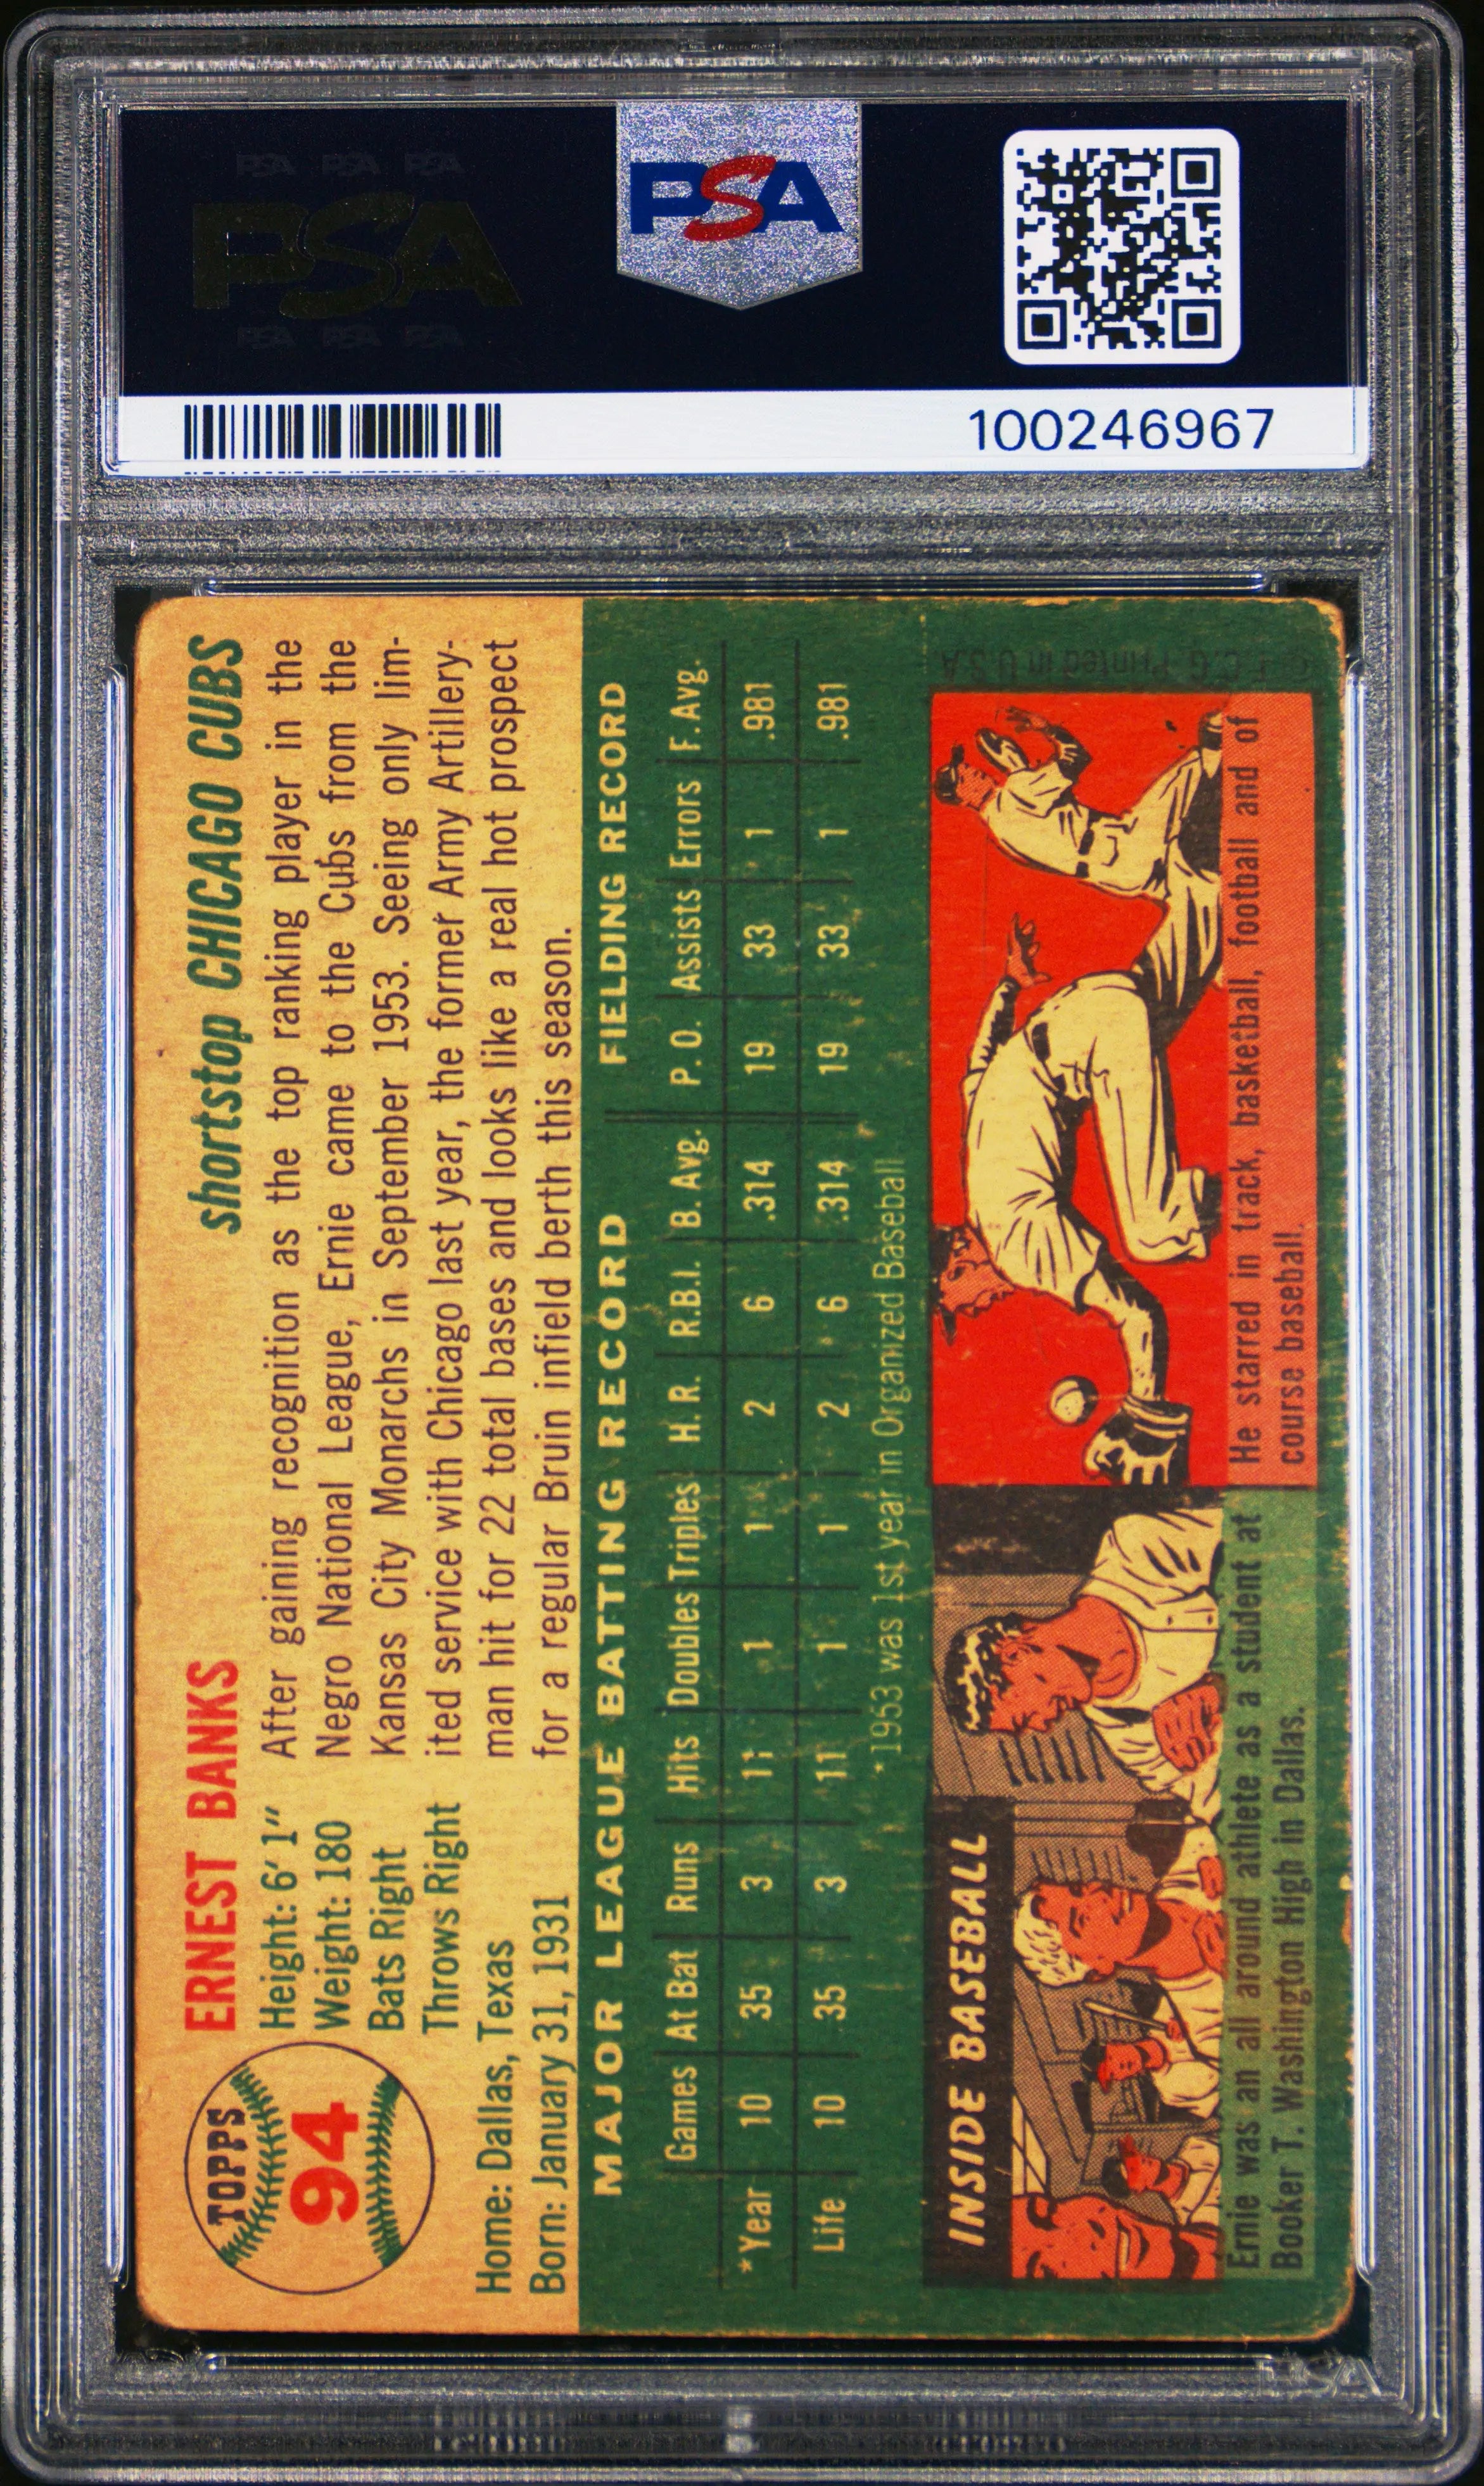 PSA PSA PSA
PSA
PSA PSA PSA
PSA
100246967
TOPPS
94
ERNEST BANKS
shortstop CHICAGO CUBS
Height: 6' 1"
Weight: 180
Bats Right
Throws Right
Home: Dallas, Texas
Born: January 31, 1931
After gaining recognition as the top ranking player in the
Negro National League, Ernie came to the Cubs from the
Kansas City Monarchs in September 1953. Seeing only lim-
ited service with Chicago last year, the former Army Artillery-
man hit for 22 total bases and looks like a real hot prospect
for a regular Bruin infield berth this season.
MAJOR LEAGUE BATTING RECORD FIELDING RECORD
Games At Bat Runs Hits Doubles Triples H. R. R.B.I. B. Avg. P. O. Assists Errors F. Avg.
*Year 10 35 3 11 1 1 2 6 .314 19 33 1 .981
Life 10 35 3 11 1 1 2 6 .314 19 33 1 .981
*1953 was 1st year in Organized Baseball
INSIDE BASEBALL
Ernie was an all around athlete as a student at
Booker T. Washington High in Dallas.
He starred in track, basketball, football and of
course baseball.
T.C.G. Printed in U.S.A
PSA